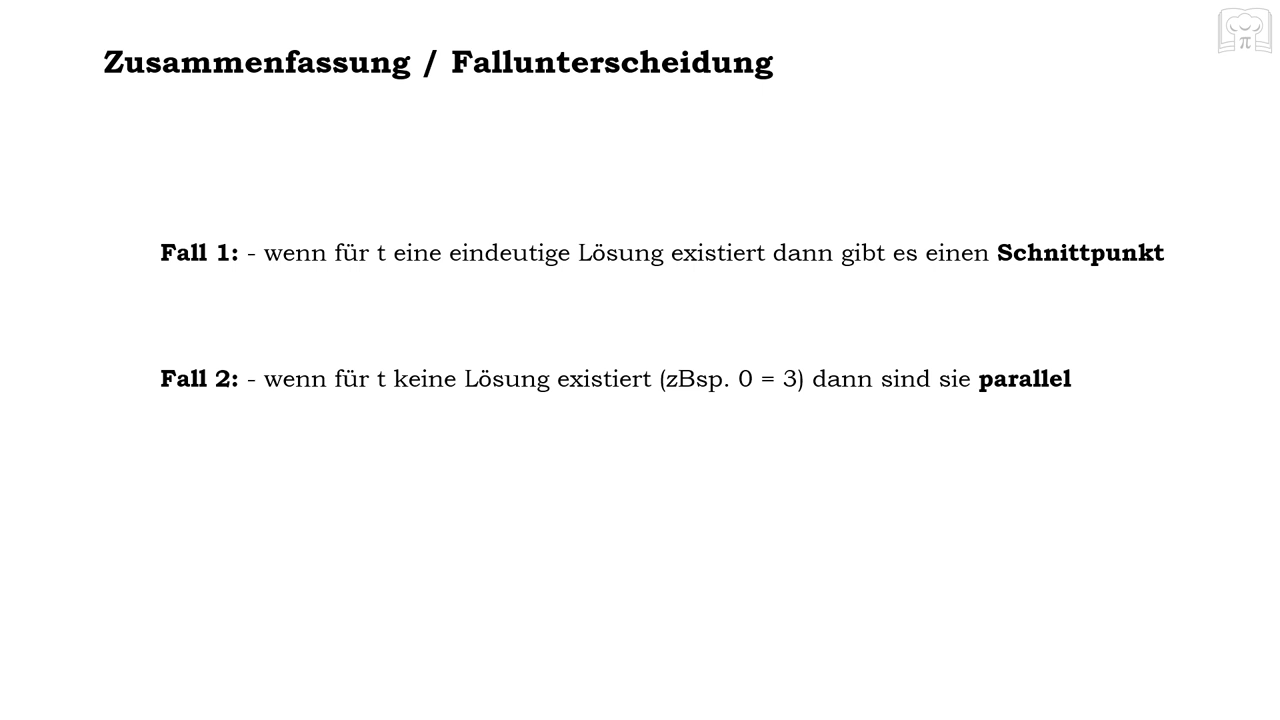 Zusammenfassung / Fallunterscheidung
Fall 1: - wenn für t eine eindeutige Lösung existiert dann gibt es einen Schnittpunkt
Fall 2: - wenn für t keine Lösung existiert (zBsp. 0 = 3) dann sind sie parallel
π